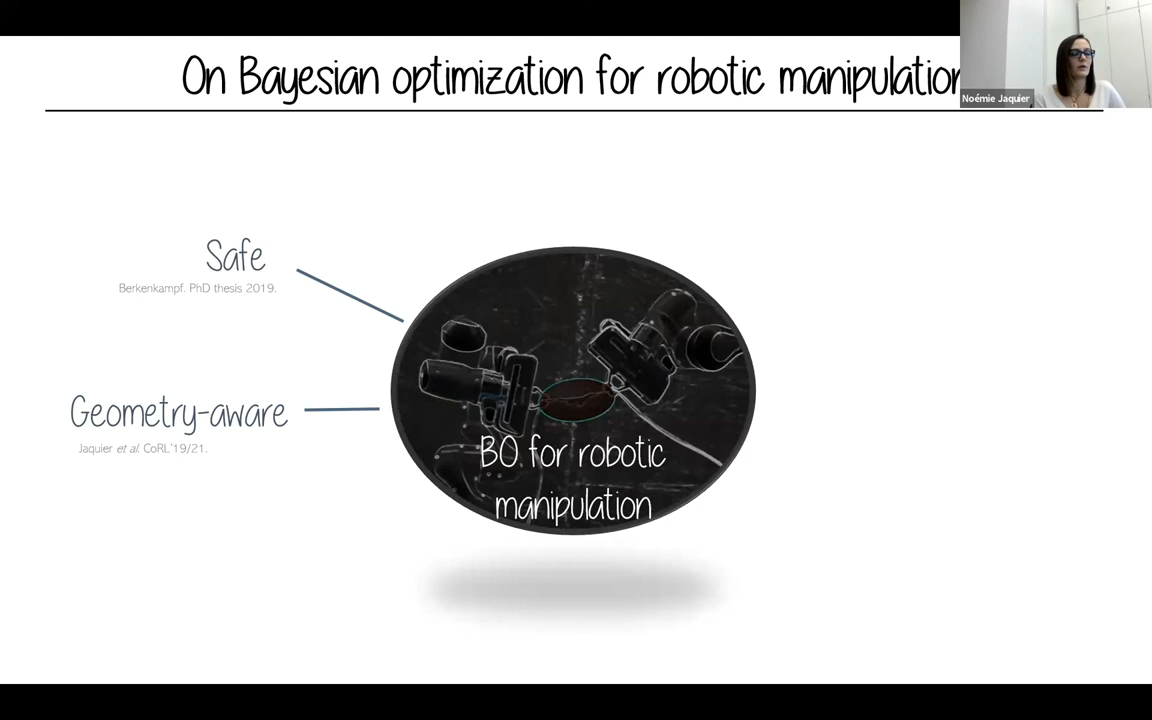 On Bayesian optimization for robotic manipulation
Noémie Jaquier
Safe
Berkenkampf. PhD thesis 2019.
Geometry-aware
Jaquier et al. CoRL'19/21.
BO for robotic
manipulation